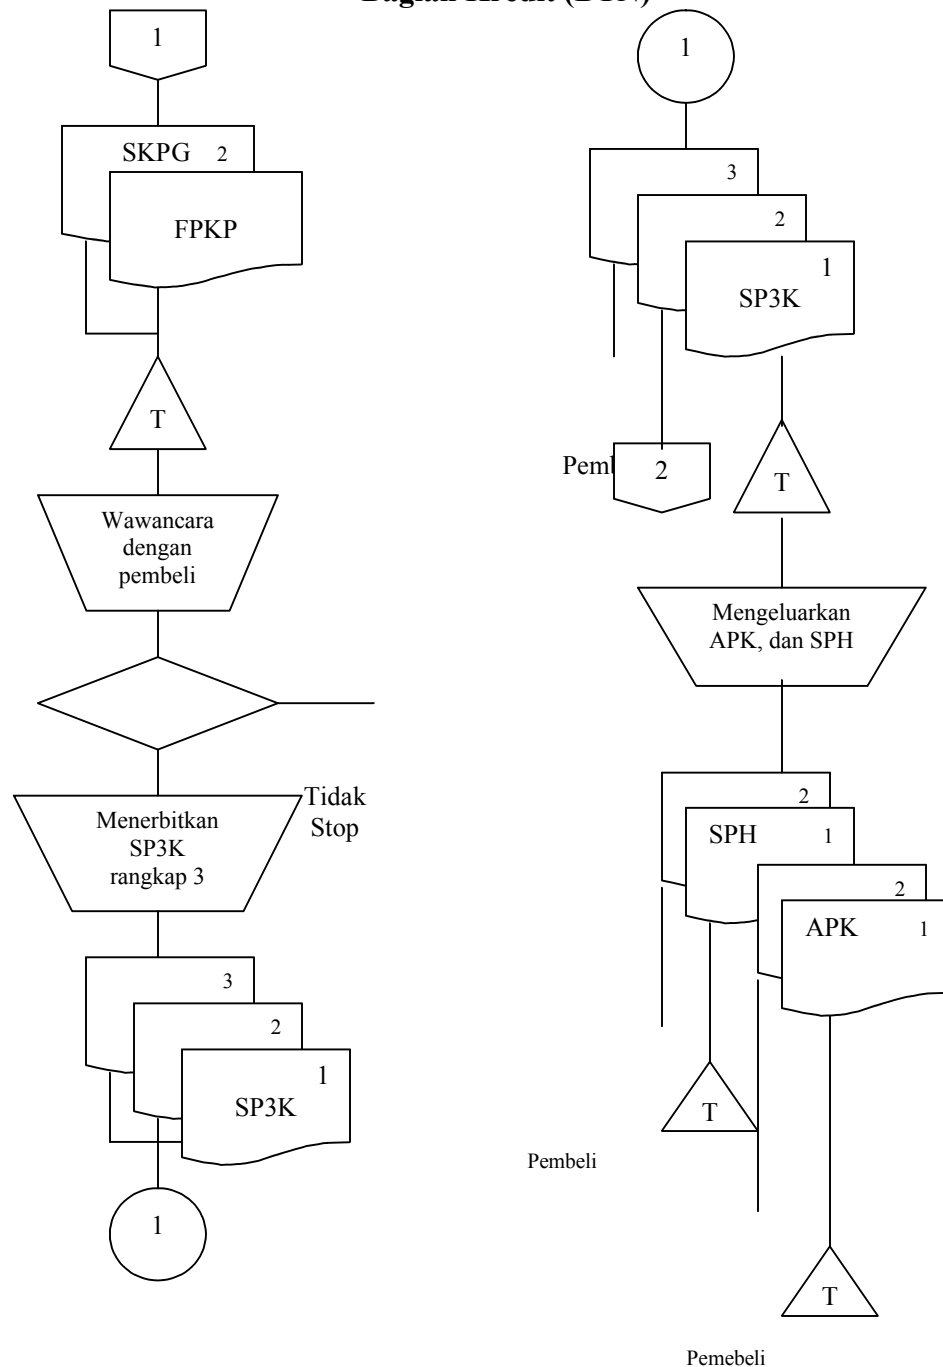 Bagian Kredit (BTN)
1
SKPG 2
FPKP
T
Wawancara
dengan
pembeli
Tidak
Stop
Menerbitkan
SP3K
rangkap 3
3
2
1
SP3K
1
1
3
2
1
SP3K
2
T
Mengeluarkan
APK, dan SPH
2
SPH 1
2
APK 1
T
Pembeli
T
Pemebeli